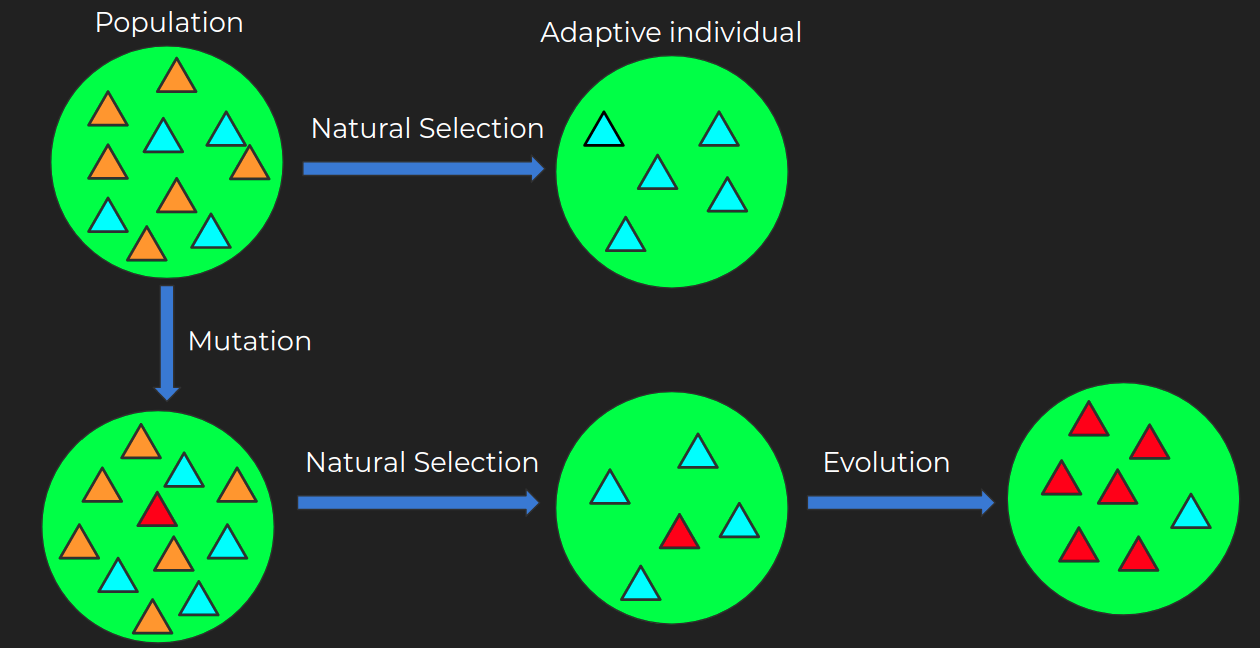 Population
Adaptive individual
Natural Selection
Mutation
Natural Selection
Evolution